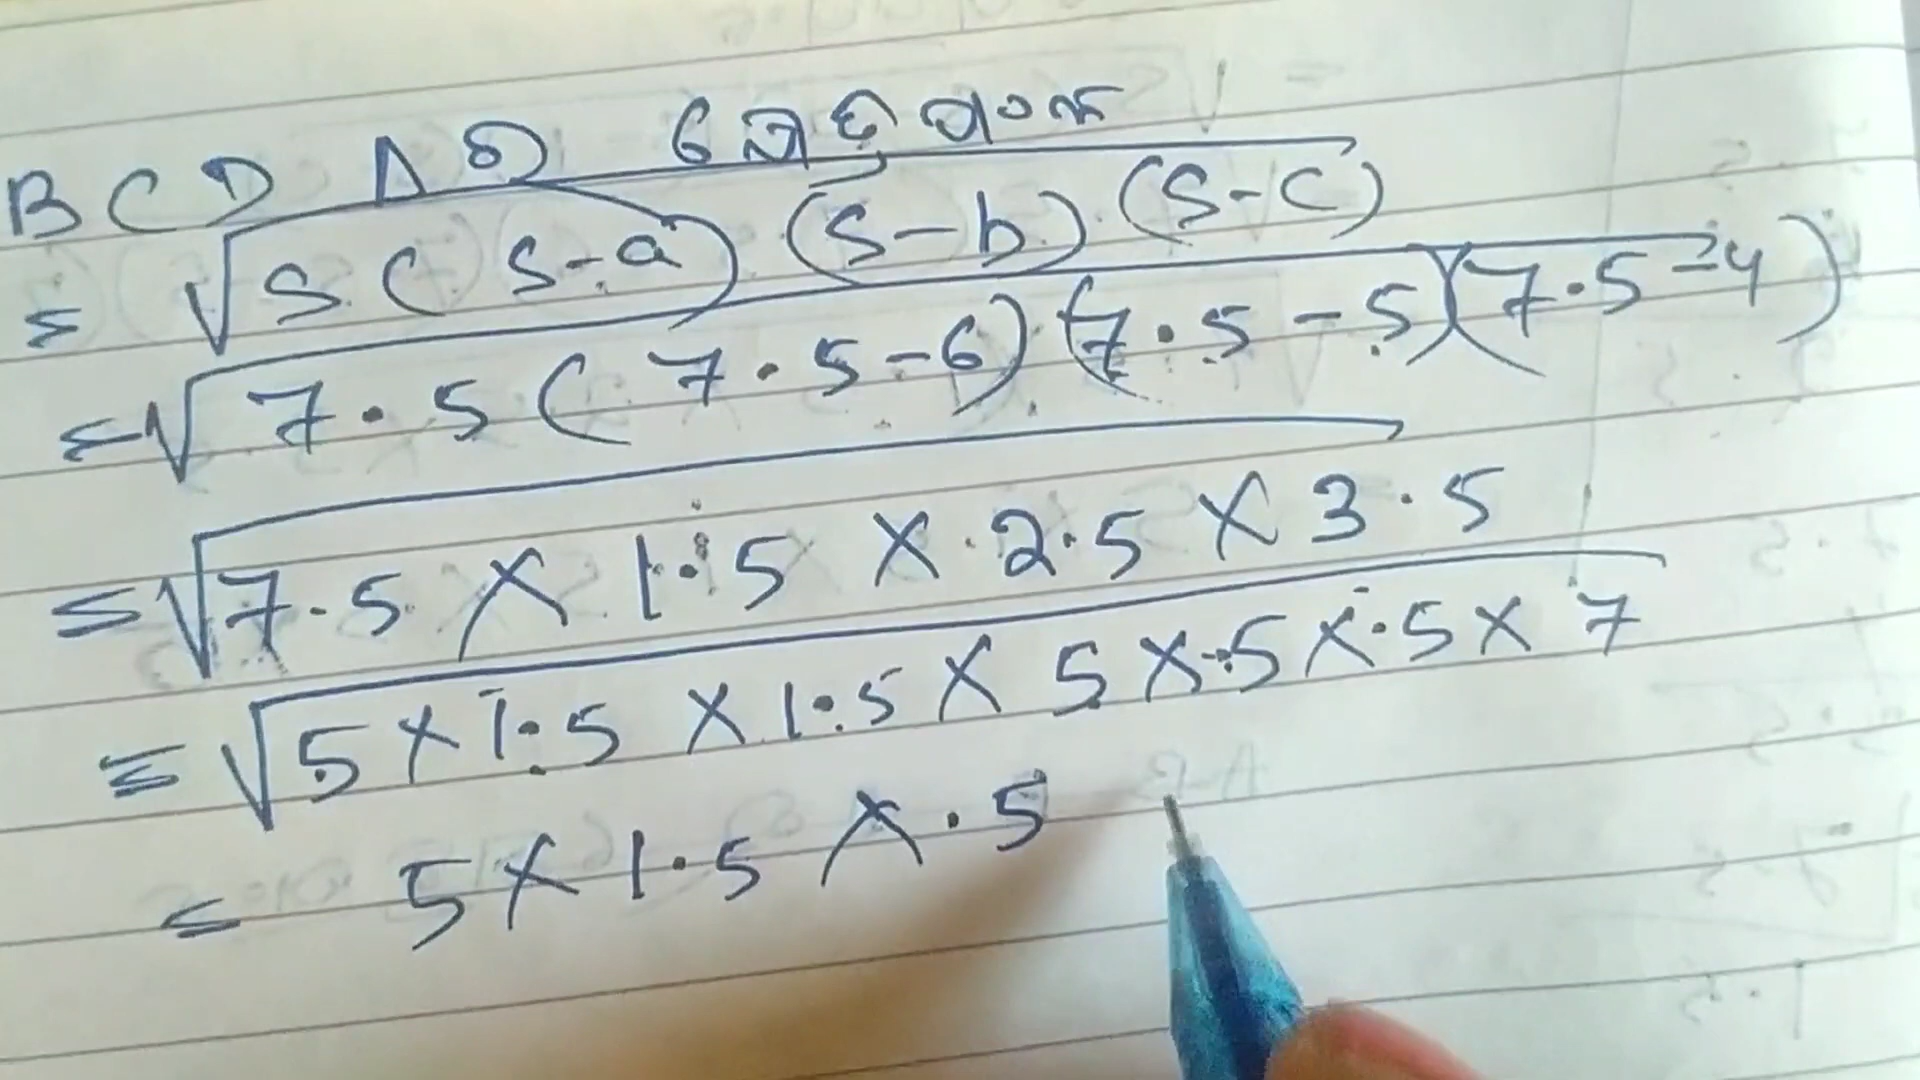 BCD Δର କ୍ଷେତ୍ରଫଳ
= √S(S-a)(S-b)(S-c)
= √7.5(7.5-6)(7.5-5)(7.5-4)
= √7.5 × 1.5 × 2.5 × 3.5
= √5 × 1.5 × 1.5 × 5 × .5 × .5 × 7
= 5 × 1.5 × .5